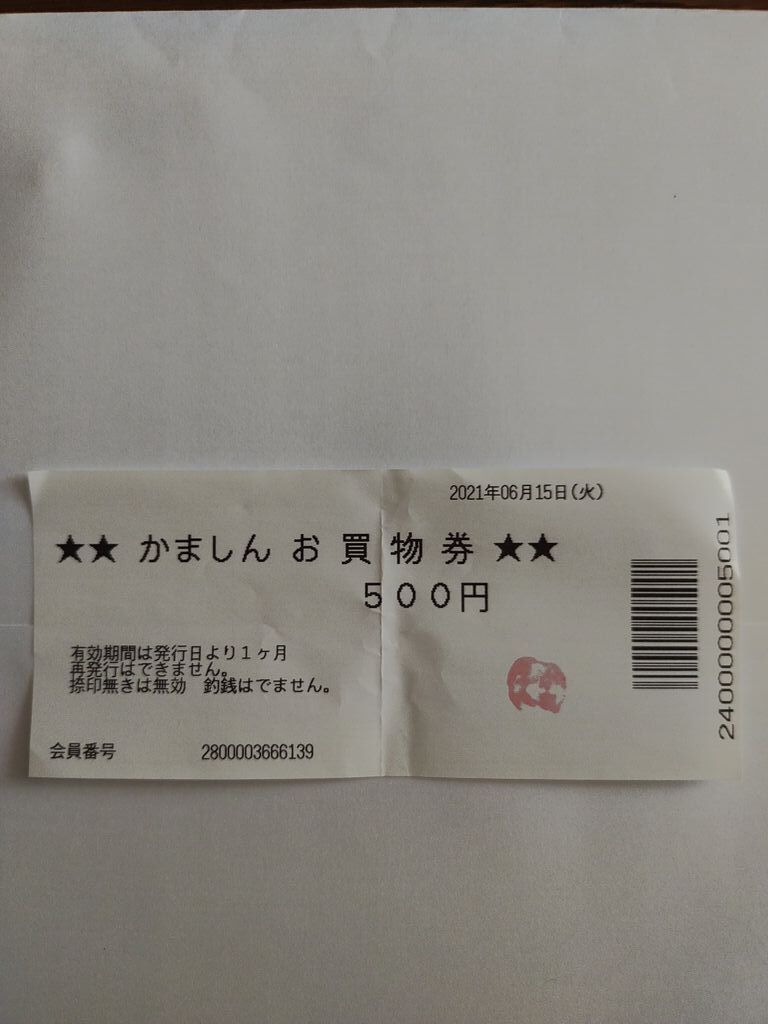 2021年06月15日(火)
★★ かましん お 買 物 券 ★★
５００円
有効期間は発行日より１ヶ月
再発行はできません。
捺印無きは無効　釣銭はでません。
会員番号 2800003666139
2400000005001